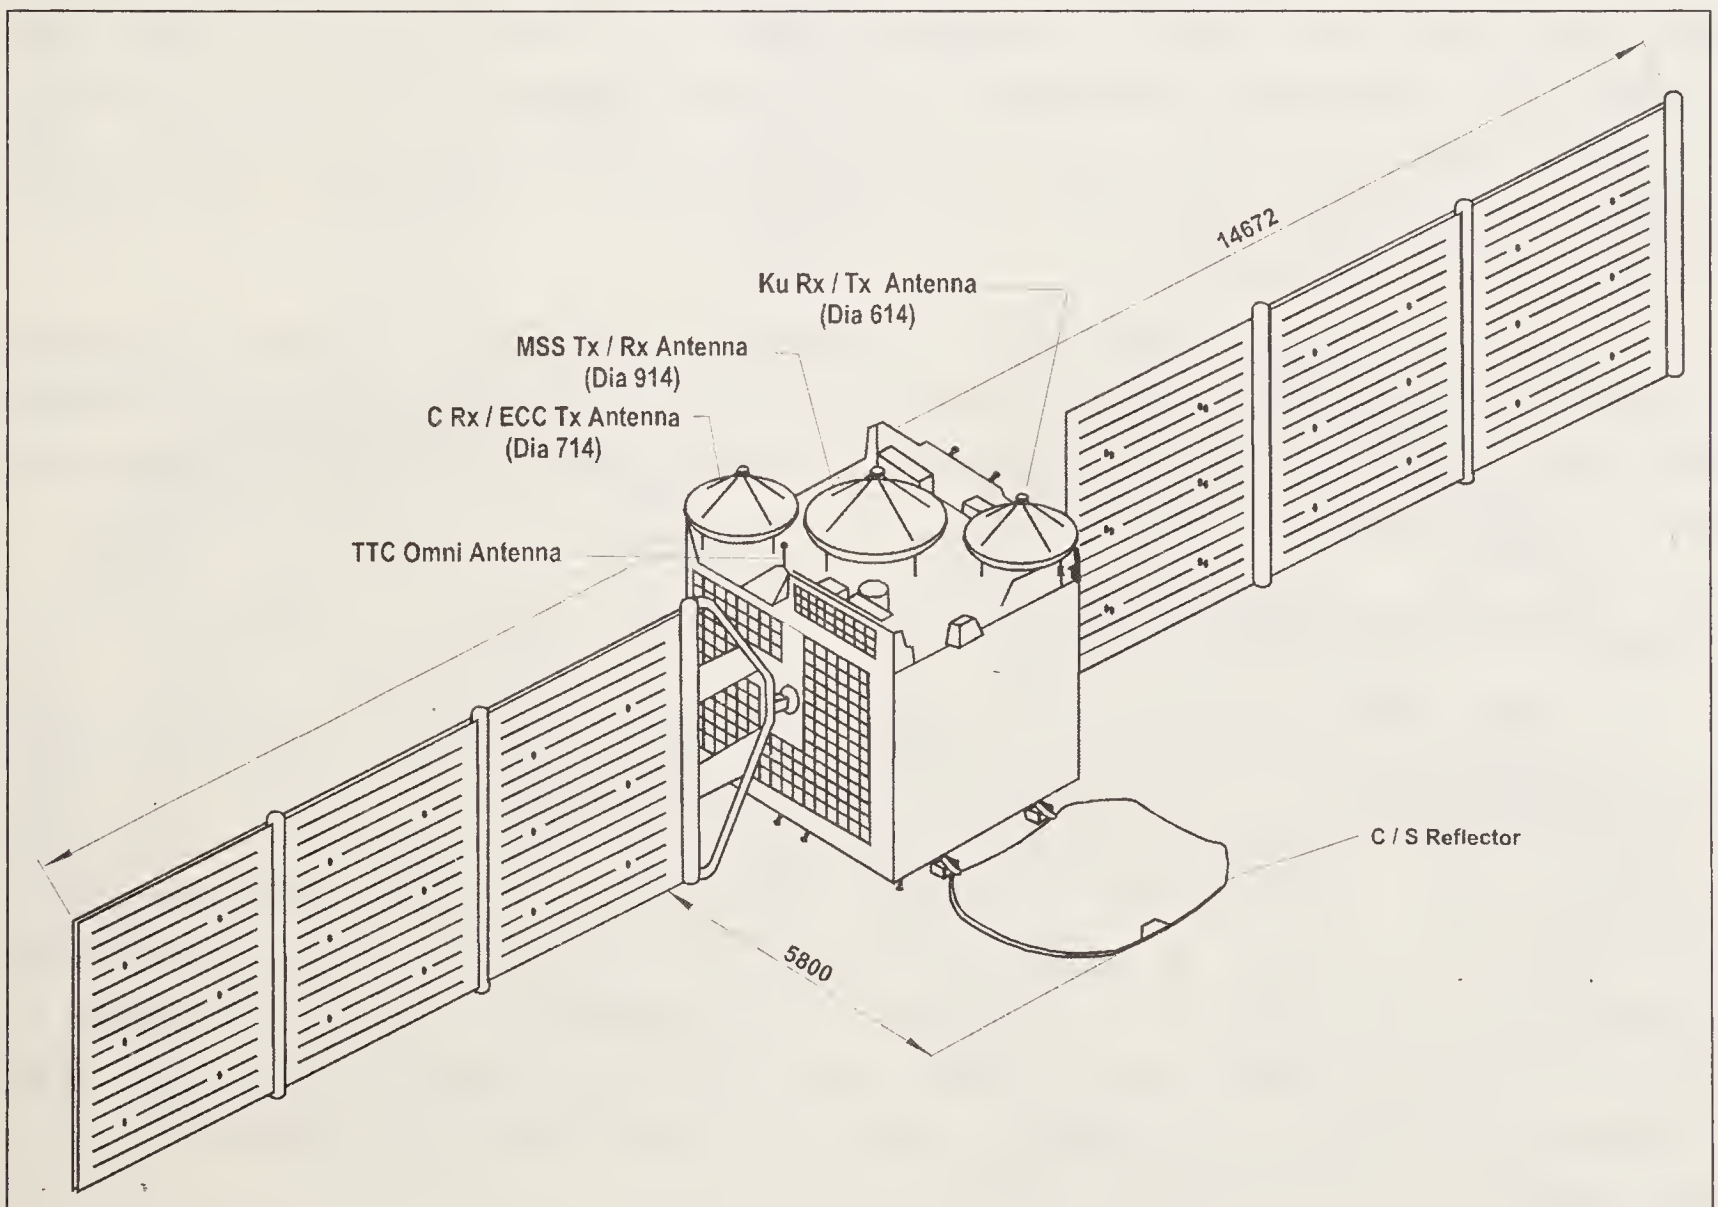 14672
Ku Rx / Tx Antenna
(Dia 614)
MSS Tx / Rx Antenna
(Dia 914)
C Rx / ECC Tx Antenna
(Dia 714)
TTC Omni Antenna
C / S Reflector
5800